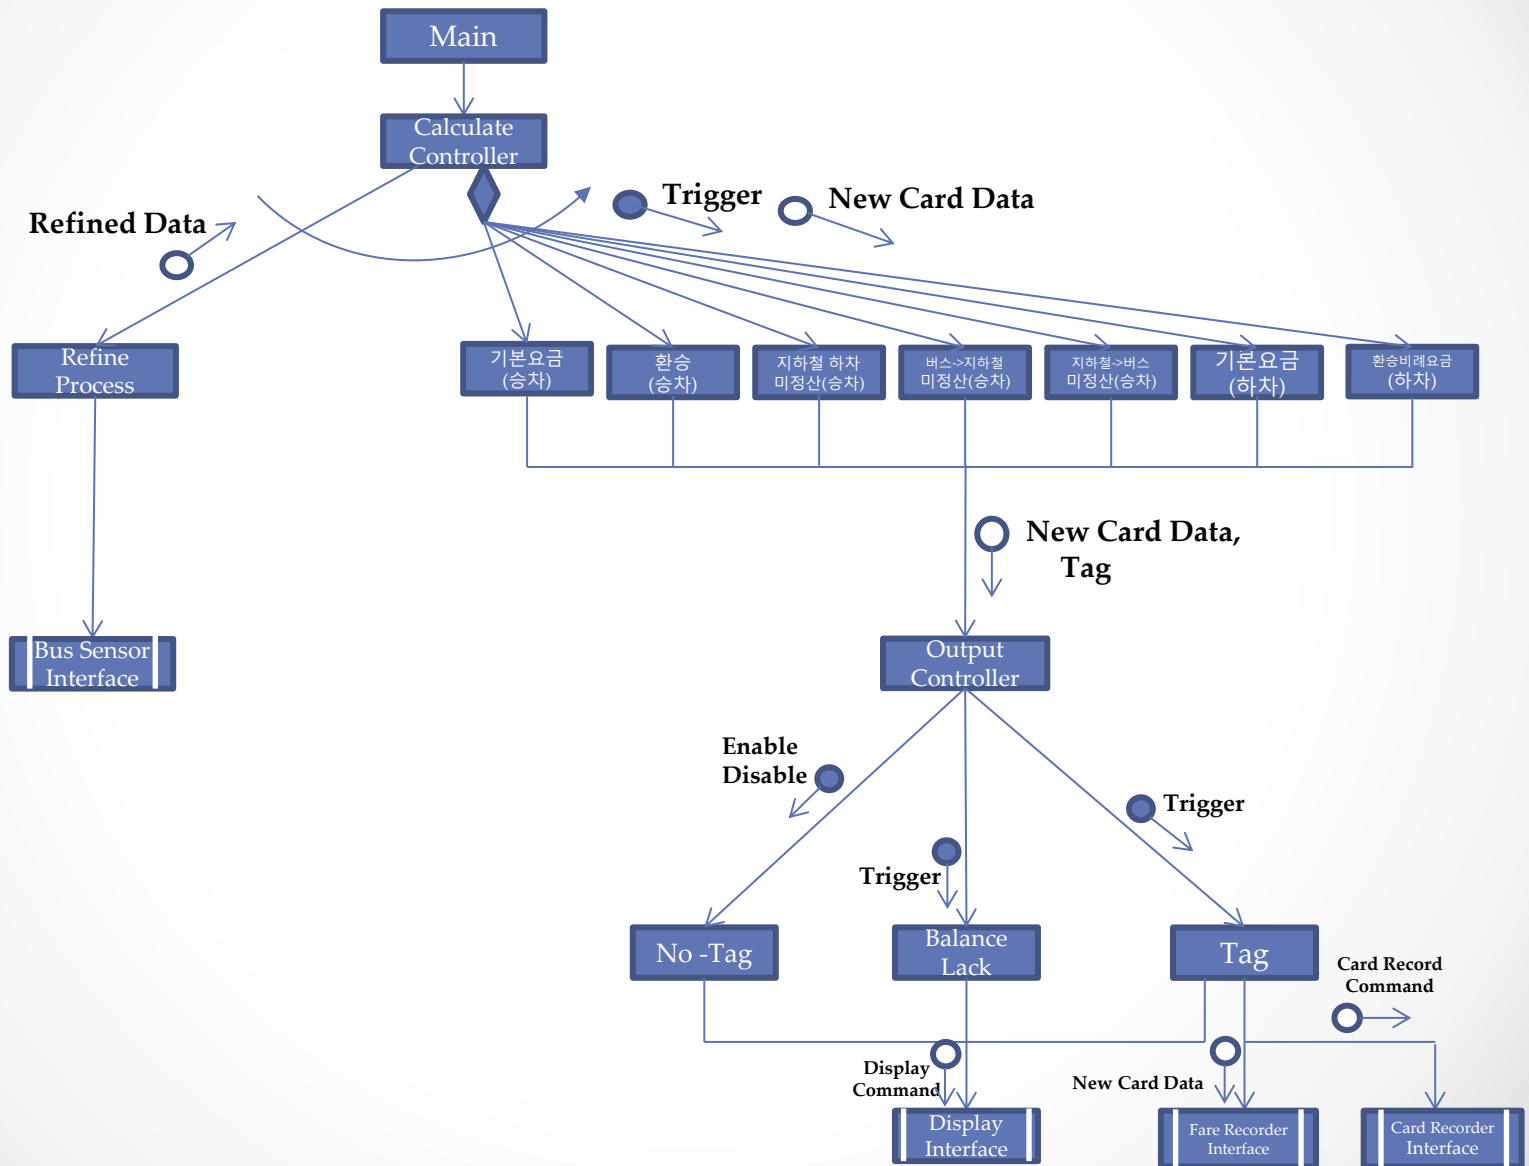 Main
Calculate
Controller
Refined Data
Trigger
New Card Data
Refine
Process
기본요금
(승차)
환승
(승차)
지하철 하차
미정산(승차)
버스->지하철
미정산(승차)
지하철->버스
미정산(승차)
기본요금
(하차)
환승비례요금
(하차)
New Card Data,
Tag
Bus Sensor
Interface
Output
Controller
Enable
Disable
Trigger
Trigger
No -Tag
Balance
Lack
Tag
Card Record
Command
Display
Command
New Card Data
Display
Interface
Fare Recorder
Interface
Card Recorder
Interface